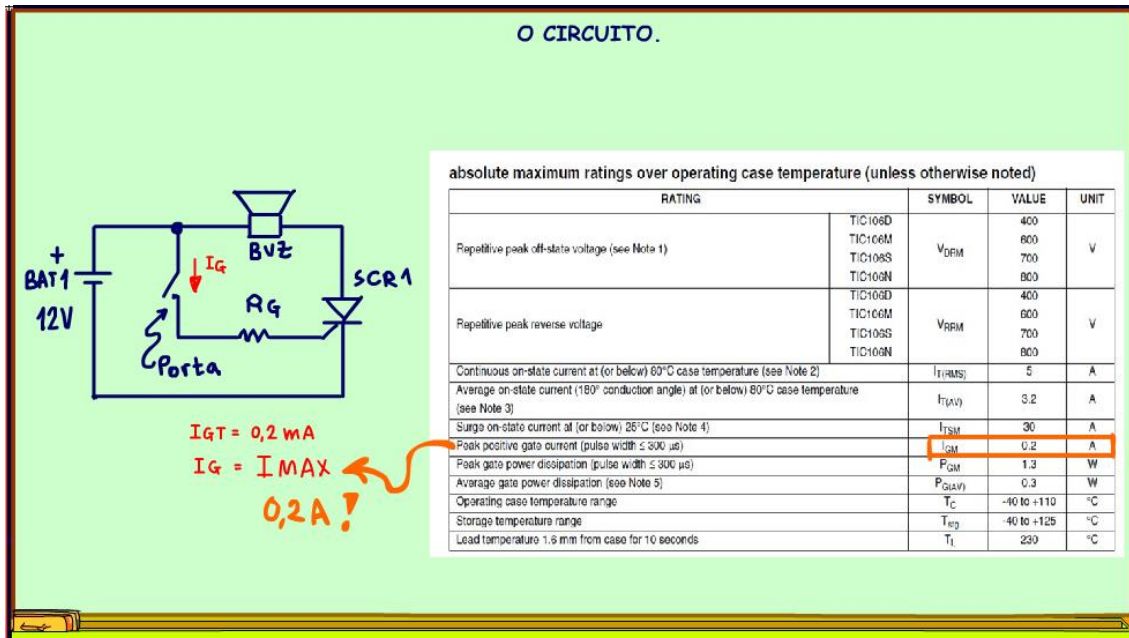 O CIRCUITO.
+
BAT1
12V
BUZ
IG
RG
SCR1
Porta
IGT = 0,2 mA
IG = IMAX
0,2A!
absolute maximum ratings over operating case temperature (unless otherwise noted)
RATING SYMBOL VALUE UNIT
Repetitive peak off-state voltage (see Note 1) VDRM V
TIC106D 400
TIC106M 600
TIC106S 700
TIC106N 800
Repetitive peak reverse voltage VRRM V
TIC106D 400
TIC106M 600
TIC106S 700
TIC106N 800
Continuous on-state current at (or below) 80°C case temperature (see Note 2) IT(RMS) 5 A
Average on-state current (180° conduction angle) at (or below) 80°C case temperature
(see Note 3) IT(AV) 3.2 A
Surge on-state current at (or below) 25°C (see Note 4) ITSM 30 A
Peak positive gate current (pulse width ≤ 300 µs) IGM 0.2 A
Peak gate power dissipation (pulse width ≤ 300 µs) PGM 1.3 W
Average gate power dissipation (see Note 5) PG(AV) 0.3 W
Operating case temperature range TC -40 to +110 °C
Storage temperature range Tstg -40 to +125 °C
Lead temperature 1.6 mm from case for 10 seconds TL 230 °C